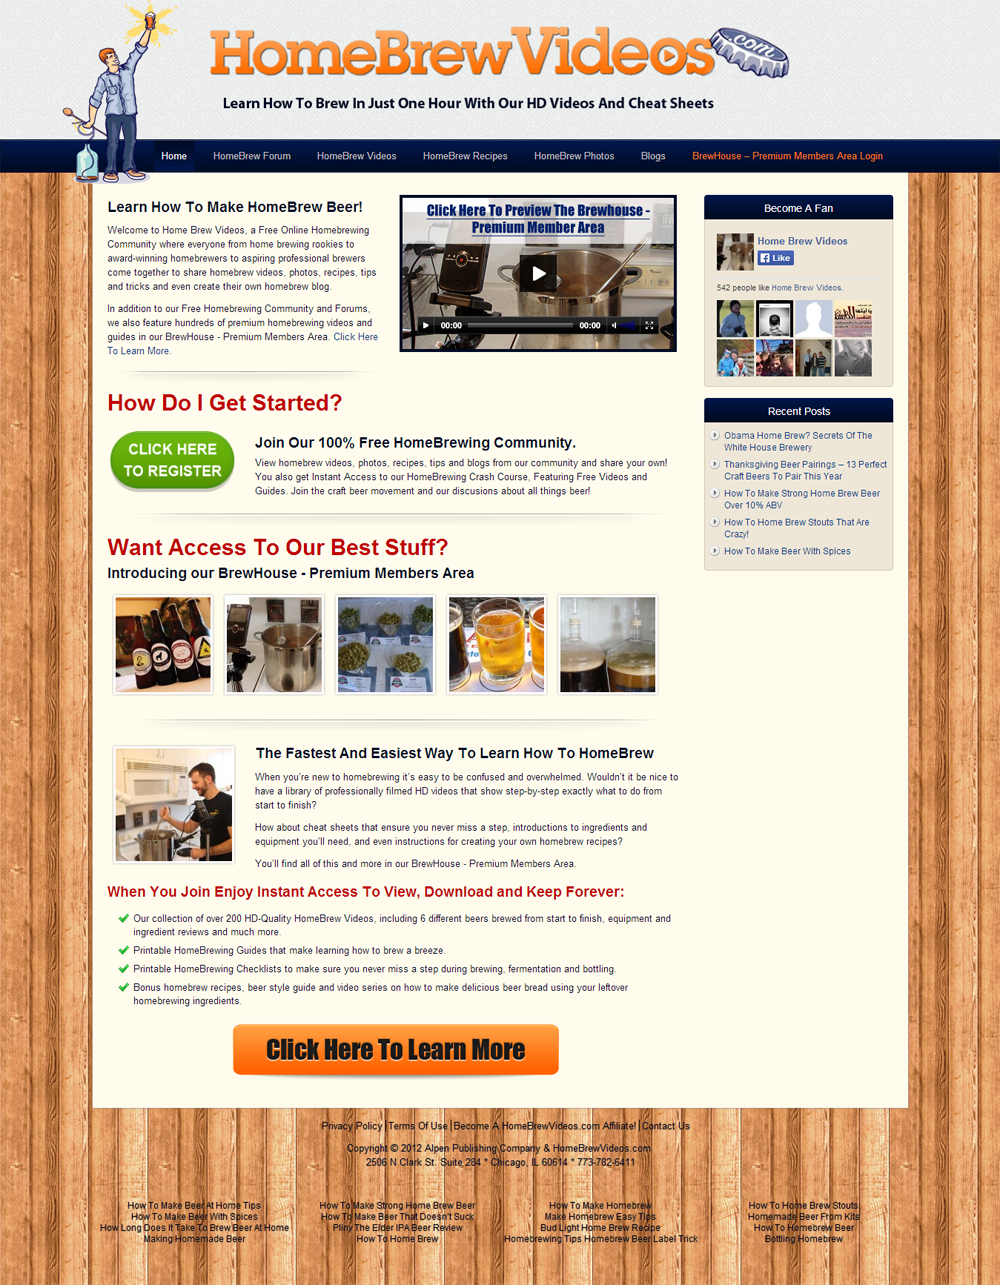 HomeBrewVideos.com
Learn How To Brew In Just One Hour With Our HD Videos And Cheat Sheets
Home HomeBrew Forum HomeBrew Videos HomeBrew Recipes HomeBrew Photos Blogs BrewHouse – Premium Members Area Login
Learn How To Make HomeBrew Beer!
Welcome to Home Brew Videos, a Free Online Homebrewing
Community where everyone from home brewing rookies to
award-winning homebrewers to aspiring professional brewers
come together to share homebrew videos, photos, recipes, tips
and tricks and even create their own homebrew blog.
In addition to our Free Homebrewing Community and Forums,
we also feature hundreds of premium homebrewing videos and
guides in our BrewHouse - Premium Members Area. Click Here
To Learn More.
Click Here To Preview The Brewhouse -
Premium Member Area
00:00 00:00
Become A Fan
Home Brew Videos
Like
542 people like Home Brew Videos.
Recent Posts
Obama Home Brew? Secrets Of The
White House Brewery
Thanksgiving Beer Pairings – 13 Perfect
Craft Beers To Pair This Year
How To Make Strong Home Brew Beer
Over 10% ABV
How To Home Brew Stouts That Are
Crazy!
How To Make Beer With Spices
How Do I Get Started?
CLICK HERE
TO REGISTER
Join Our 100% Free HomeBrewing Community.
View homebrew videos, photos, recipes, tips and blogs from our community and share your own!
You also get Instant Access to our HomeBrewing Crash Course, Featuring Free Videos and
Guides. Join the craft beer movement and our discusions about all things beer!
Want Access To Our Best Stuff?
Introducing our BrewHouse - Premium Members Area
The Fastest And Easiest Way To Learn How To HomeBrew
When you're new to homebrewing it's easy to be confused and overwhelmed. Wouldn't it be nice to
have a library of professionally filmed HD videos that show step-by-step exactly what to do from
start to finish?
How about cheat sheets that ensure you never miss a step, introductions to ingredients and
equipment you'll need, and even instructions for creating your own homebrew recipes?
You'll find all of this and more in our BrewHouse - Premium Members Area.
When You Join Enjoy Instant Access To View, Download and Keep Forever:
Our collection of over 200 HD-Quality HomeBrew Videos, including 6 different beers brewed from start to finish, equipment and
ingredient reviews and much more.
Printable HomeBrewing Guides that make learning how to brew a breeze.
Printable HomeBrewing Checklists to make sure you never miss a step during brewing, fermentation and bottling.
Bonus homebrew recipes, beer style guide and video series on how to make delicious beer bread using your leftover
homebrewing ingredients.
Click Here To Learn More
Privacy Policy | Terms Of Use | Become A HomeBrewVideos.com Affiliate! | Contact Us
Copyright © 2012 Alpen Publishing Company & HomeBrewVideos.com
2506 N Clark St. Suite 284 * Chicago, IL 60614 * 773-782-6411
How To Make Beer At Home Tips
How To Make Beer With Spices
How Long Does It Take To Brew Beer At Home
Making Homemade Beer
How To Make Strong Home Brew Beer
How To Make Beer That Doesn't Suck
Pliny The Elder IPA Beer Review
How To Home Brew
How To Make Homebrew
Make Homebrew Easy Tips
Bud Light Home Brew Recipe
Homebrewing Tips Homebrew Beer Label Trick
How To Home Brew Stouts
Homemade Beer From Kits
How To Homebrew Beer
Bottling Homebrew